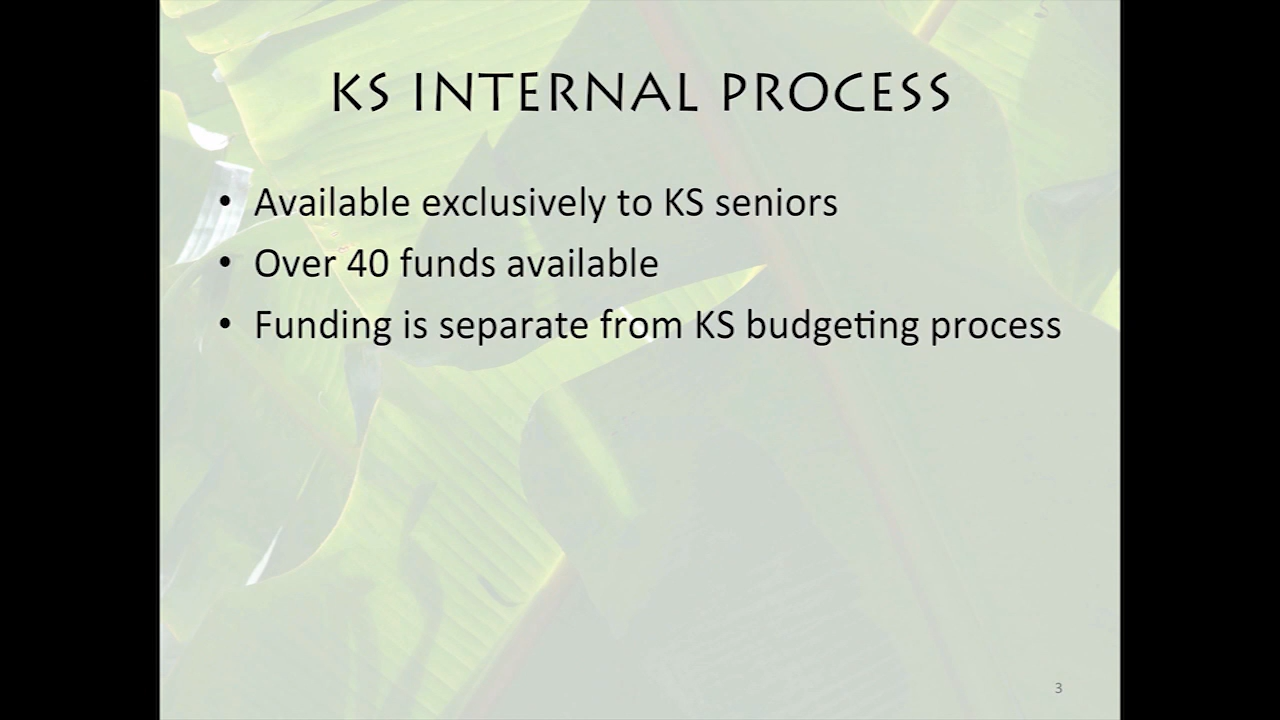 KS INTERNAL PROCESS
• Available exclusively to KS seniors
• Over 40 funds available
• Funding is separate from KS budgeting process
3